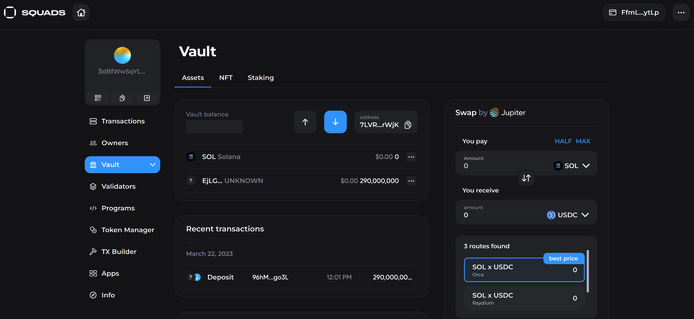 SQUADS
FfmL...ytLp
Vault
Assets NFT Staking
Transactions
Owners
Vault
Validators
Programs
Token Manager
TX Builder
Apps
Info
Vault balance
address
7LVR...rWjK
SOL Solana $0.00 0
? EjLG... UNKNOWN $0.00 290,000,000
Recent transactions
March 22, 2023
? Deposit 96hM...go3L 12:01 PM 290,000,00...
Swap by Jupiter
You pay HALF MAX
Amount
0 SOL
You receive
amount
0 USDC
3 routes found
best price
SOL x USDC 0
Orca
SOL x USDC 0
Raydium